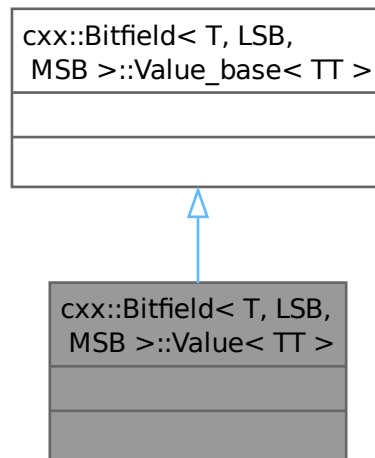 cxx::Bitfield< T, LSB,
MSB >::Value_base< TT >
cxx::Bitfield< T, LSB,
MSB >::Value< TT >